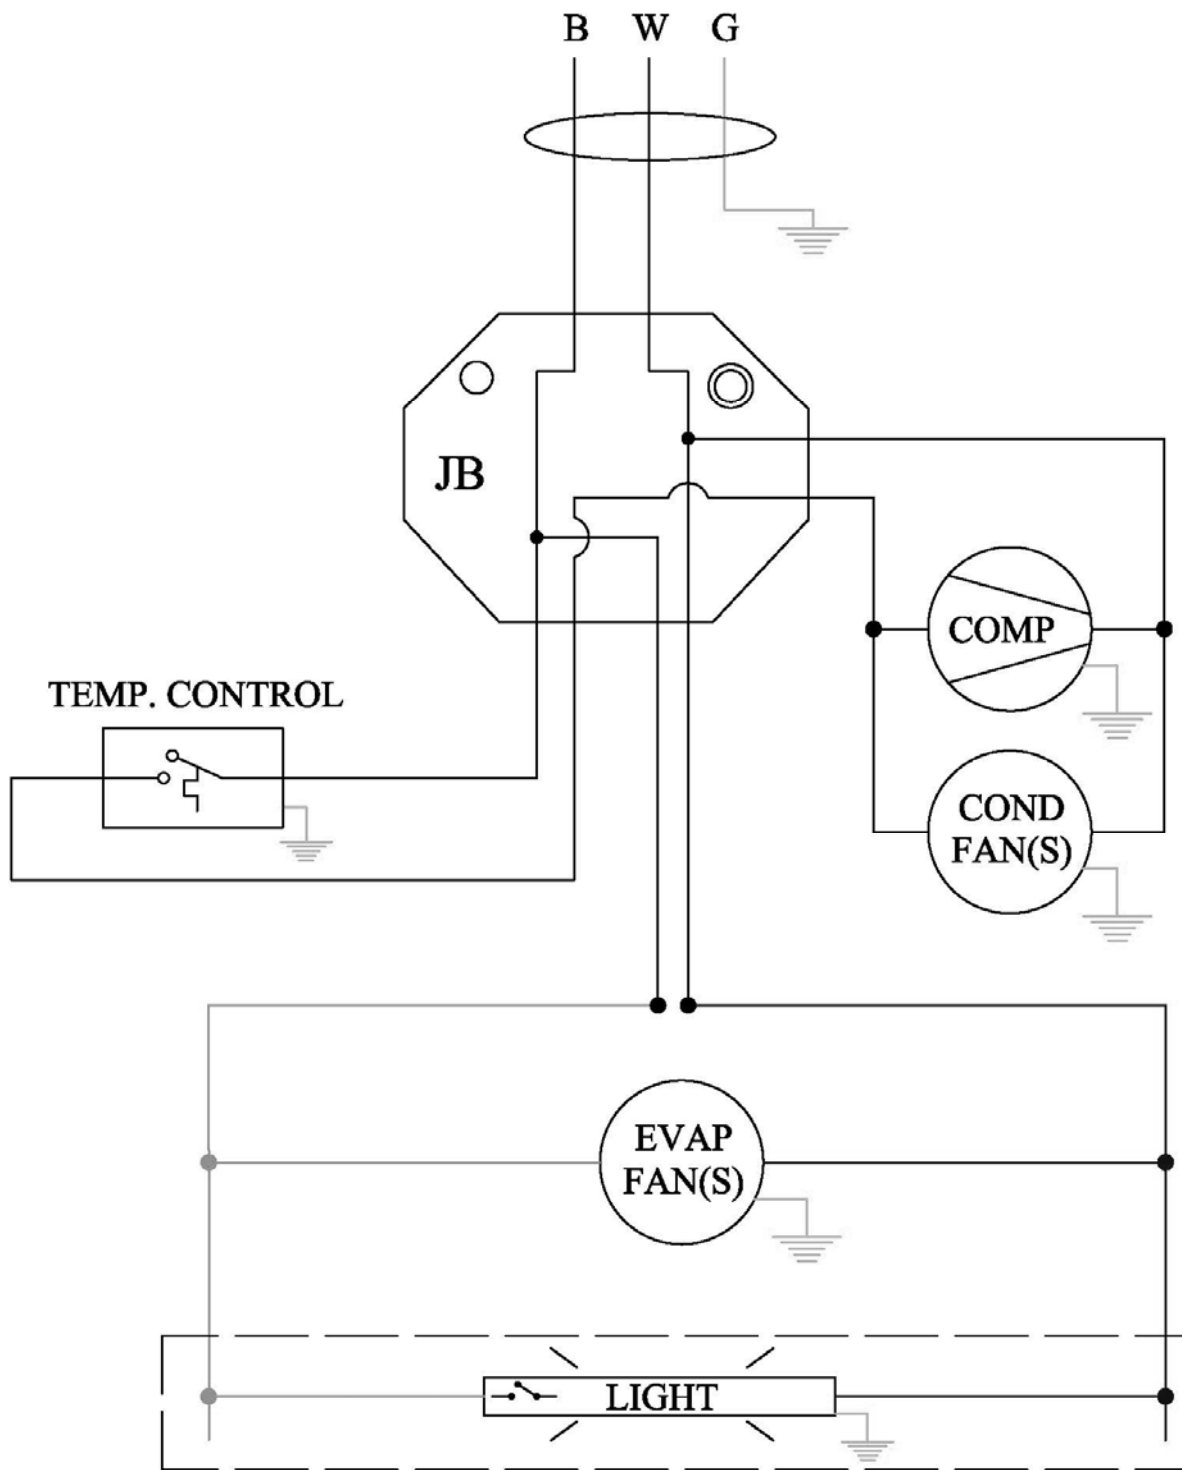 B W G
JB
COMP
TEMP. CONTROL
COND
FAN(S)
EVAP
FAN(S)
LIGHT